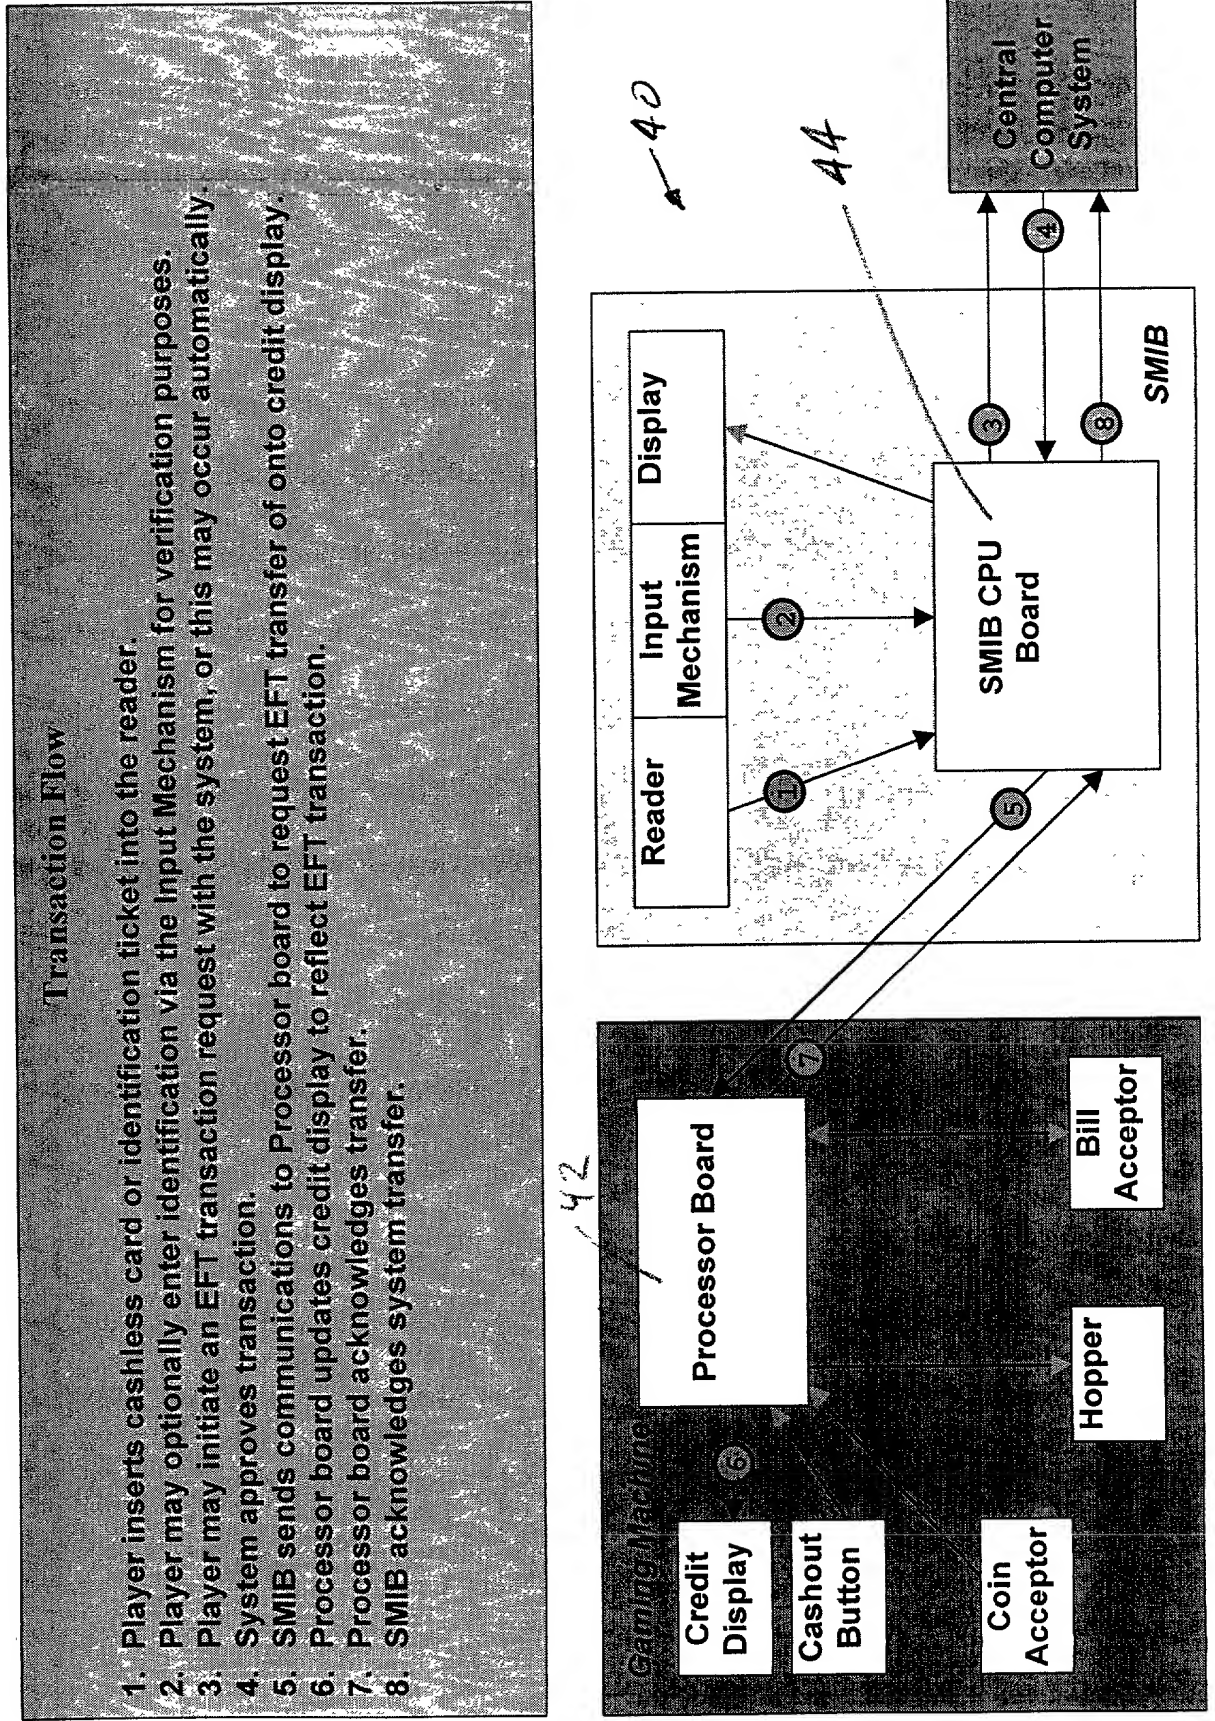 Transaction Flow
1. Player inserts cashless card or identification ticket into the reader.
2. Player may optionally enter identification via the Input Mechanism for verification purposes.
3. Player may initiate an EFT transaction request with the system, or this may occur automatically.
4. System approves transaction.
5. SMIB sends communications to Processor board to request EFT transfer of onto credit display.
6. Processor board updates credit display to reflect EFT transaction.
7. Processor board acknowledges transfer.
8. SMIB acknowledges system transfer.
42
40
44
Gaming Machine
Credit
Display
Cashout
Button
Coin
Acceptor
6
Processor Board
Hopper
Bill
Acceptor
7
5
Reader
Input
Mechanism
Display
1
2
SMIB CPU
Board
3
8
SMIB
4
Central
Computer
System